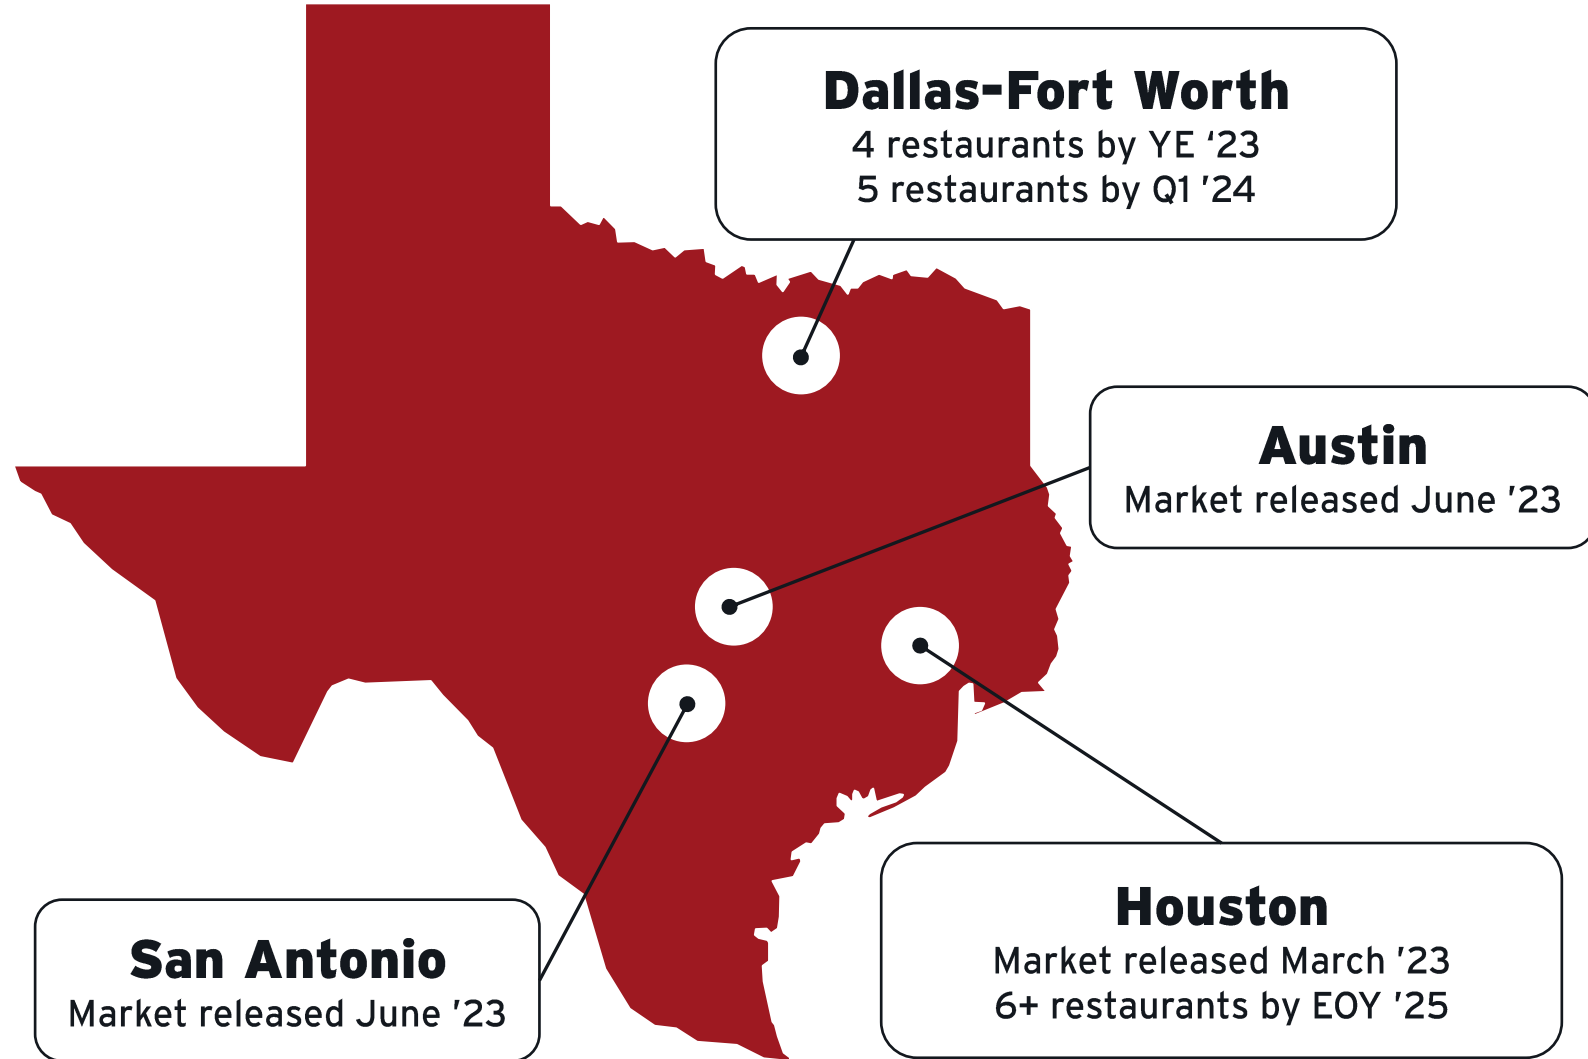 Dallas-Fort Worth
4 restaurants by YE ‘23
5 restaurants by Q1 ’24
Austin
Market released June ’23
Houston
Market released March ’23
6+ restaurants by EOY ’25
San Antonio
Market released June ’23